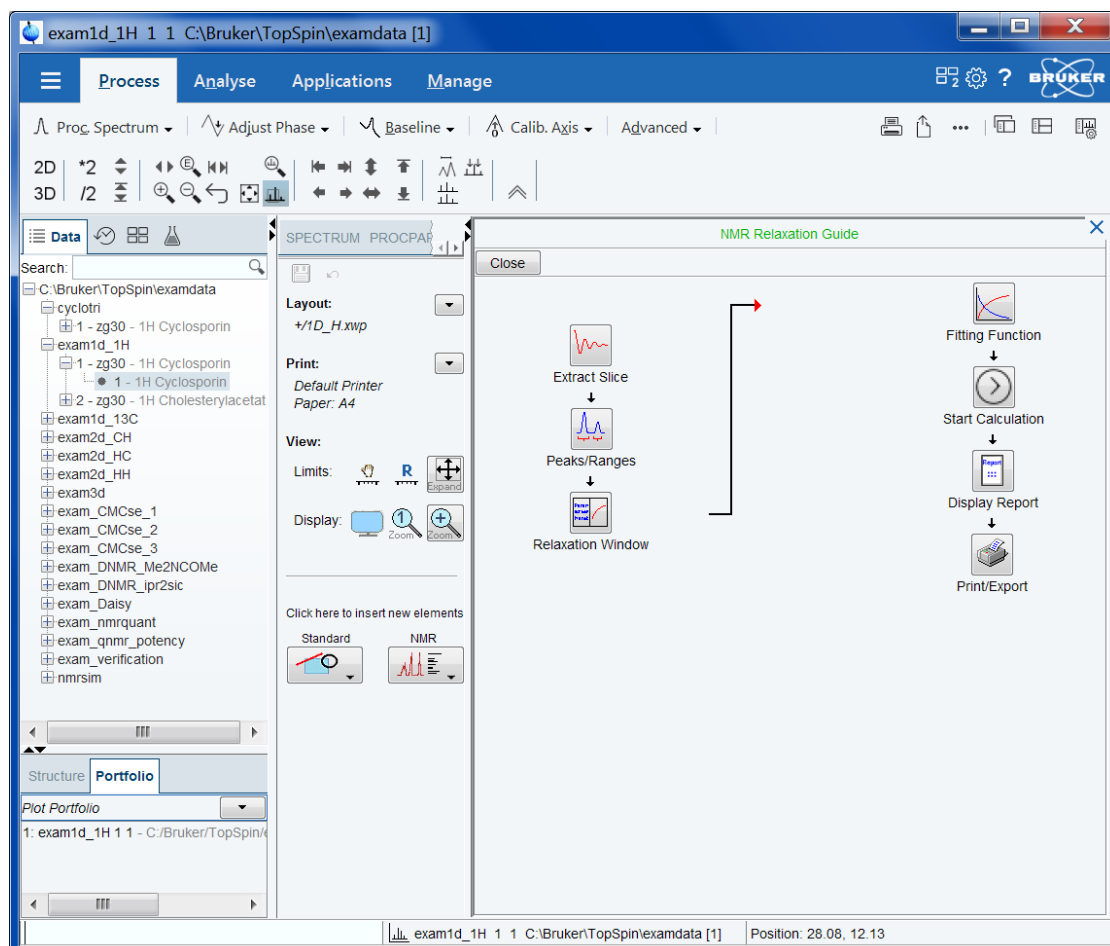 exam1d_1H 1 1 C:\Bruker\TopSpin\examdata [1]
Process Analyse Applications Manage
2 ? BRUKER
Proc. Spectrum Adjust Phase Baseline Calib. Axis Advanced ...
2D *2 E
3D /2
Data
SPECTRUM PROCPAR
NMR Relaxation Guide
Search:
Close
C:\Bruker\TopSpin\examdata
cyclotri
1 - zg30 - 1H Cyclosporin
exam1d_1H
1 - zg30 - 1H Cyclosporin
1 - 1H Cyclosporin
2 - zg30 - 1H Cholesterylacetat
exam1d_13C
exam2d_CH
exam2d_HC
exam2d_HH
exam3d
exam_CMCse_1
exam_CMCse_2
exam_CMCse_3
exam_DNMR_Me2NCOMe
exam_DNMR_ipr2sic
exam_Daisy
exam_nmrquant
exam_qnmr_potency
exam_verification
nmrsim
Layout:
+/1D_H.xwp
Print:
Default Printer
Paper: A4
View:
Limits: R Expand
Display: 1 Zoom Zoom
Click here to insert new elements
Standard NMR
Extract Slice
Peaks/Ranges
Relaxation Window
Fitting Function
Start Calculation
Report
Display Report
Print/Export
Structure Portfolio
Plot Portfolio
1: exam1d_1H 1 1 - C:/Bruker/TopSpin/e
exam1d_1H 1 1 C:\Bruker\TopSpin\examdata [1] Position: 28.08, 12.13